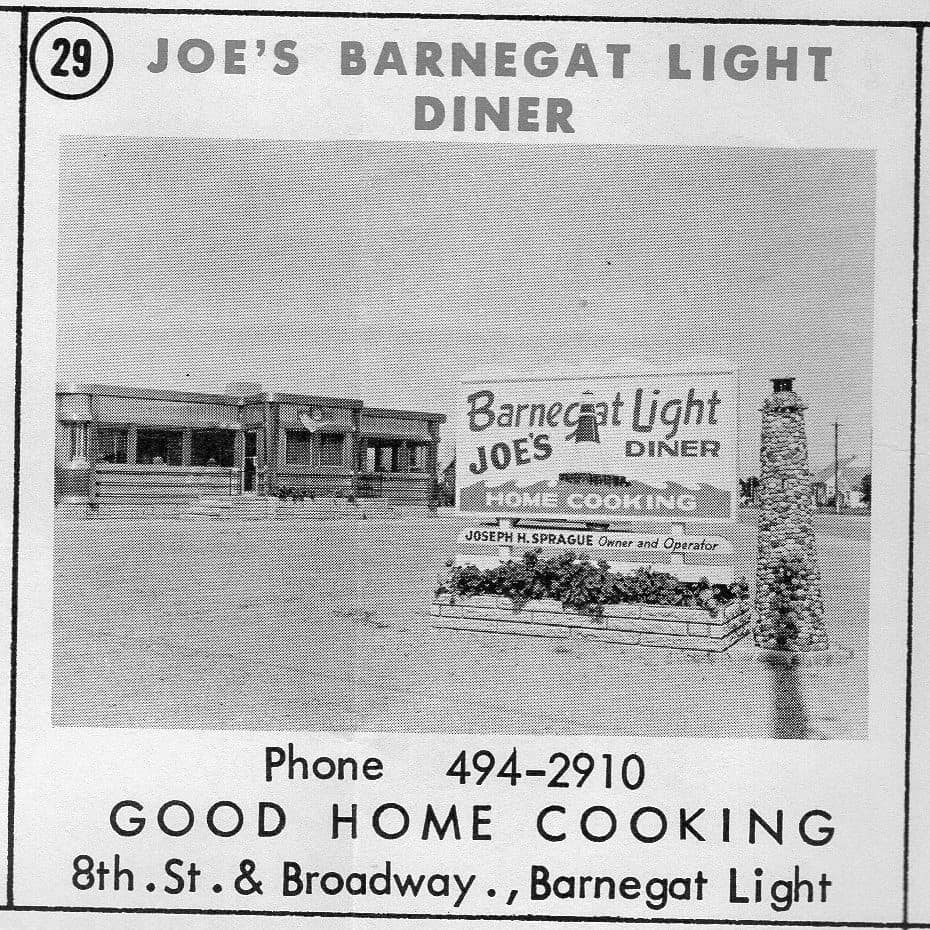 29
JOE'S BARNEGAT LIGHT
DINER
Barnegat Light
JOE'S DINER
HOME COOKING
JOSEPH H. SPRAGUE Owner and Operator
Phone 494-2910
GOOD HOME COOKING
8th.St.& Broadway., Barnegat Light